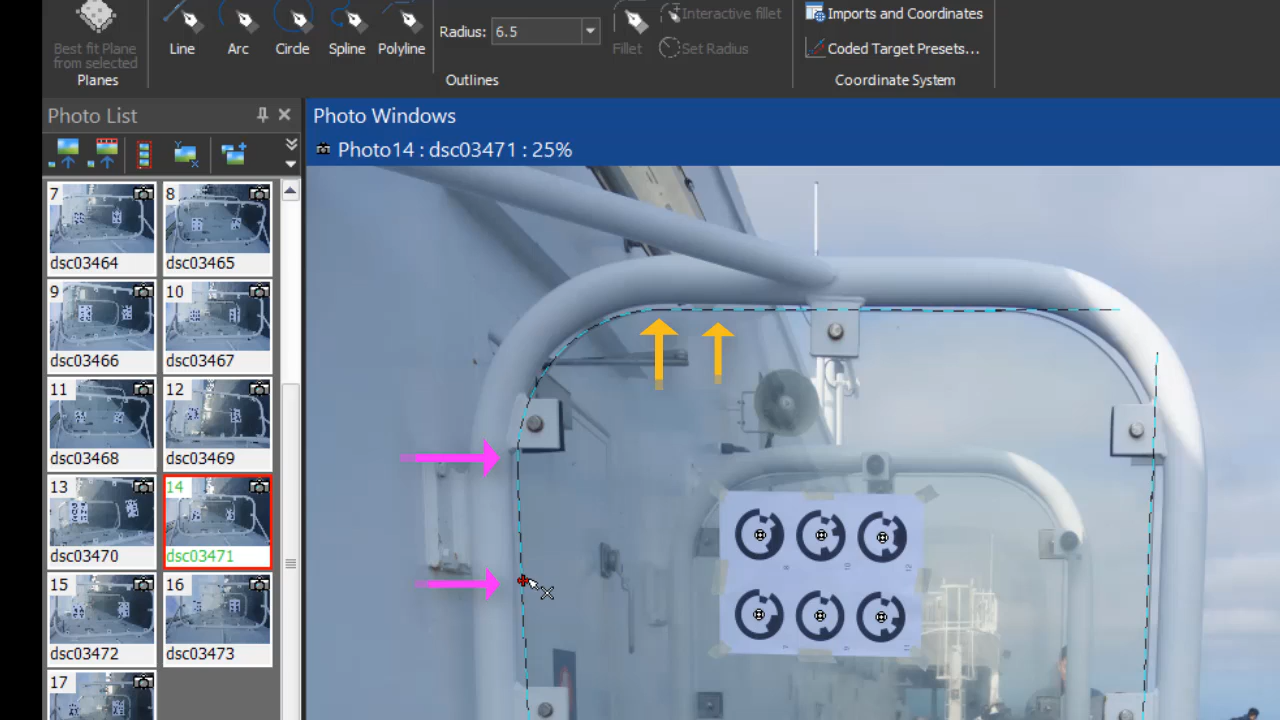 Best fit Plane
from selected
Planes
Line
Arc
Circle
Spline
Polyline
Radius: 6.5
Fillet
Interactive fillet
Set Radius
Outlines
Imports and Coordinates
Coded Target Presets...
Coordinate System
Photo List
Photo Windows
Photo14 : dsc03471 : 25%
7
8
dsc03464
dsc03465
9
10
dsc03466
dsc03467
11
12
dsc03468
dsc03469
13
14
dsc03470
dsc03471
15
16
dsc03472
dsc03473
17